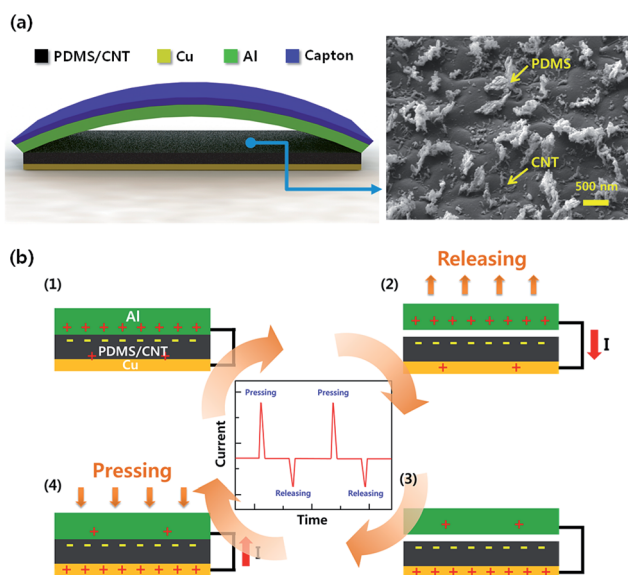 (a)
PDMS/CNT Cu Al Capton
PDMS
CNT
500 nm
(b)
Releasing
(1)
(2)
Al
+ + + + + + + +
+ + + + + + + +
- - - - - - - -
- - - - - - - -
I
PDMS/CNT
+ +
Cu
+ +
Pressing Pressing
Current
Releasing Releasing
Time
Pressing
(4)
(3)
+ +
+ +
- - - - - - - -
- - - - - - - -
I
+ + + + + + + +
+ + + + + + + +